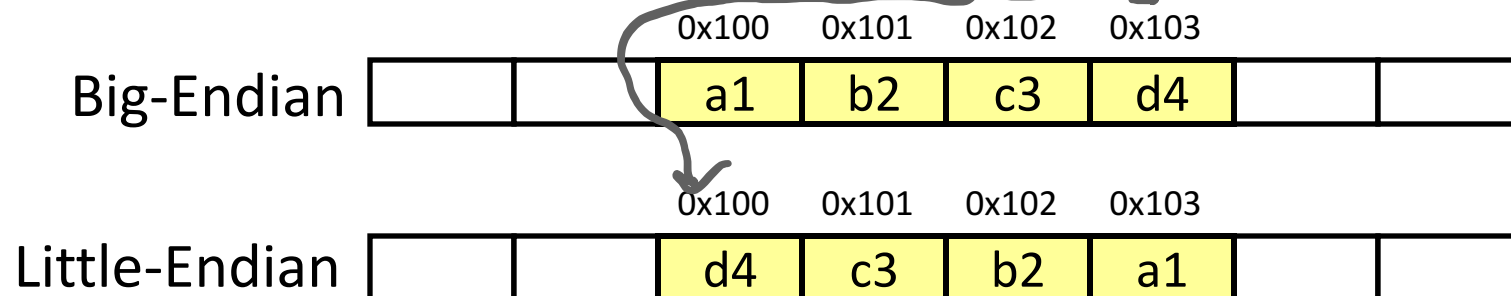 0x100 0x101 0x102 0x103
Big-Endian a1 b2 c3 d4
0x100 0x101 0x102 0x103
Little-Endian d4 c3 b2 a1